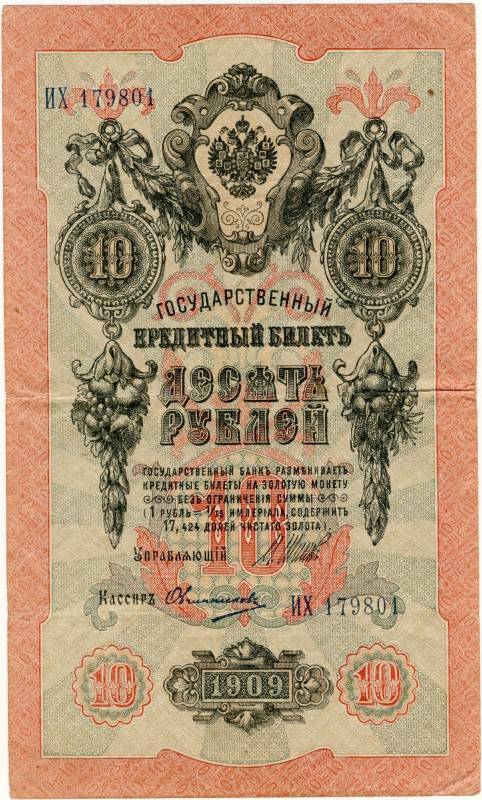 ИХ 179801
10 10
ГОСУДАРСТВЕННЫЙ
КРЕДИТНЫЙ БИЛЕТЪ
ДЕСЯТЬ
РУБЛЕЙ
ГОСУДАРСТВЕННЫЙ БАНКЪ РАЗМѢНИВАЕТЪ
КРЕДИТНЫЕ БИЛЕТЫ НА ЗОЛОТУЮ МОНЕТУ
БЕЗЪ ОГРАНИЧЕНІЯ СУММЫ
(1 РУБЛЬ = 1/15 ИМПЕРІАЛА, СОДЕРЖИТЪ
17,424 ДОЛЕЙ ЧИСТАГО ЗОЛОТА).
10
УПРАВЛЯЮЩІЙ
Кассиръ Овчинниковъ
ИХ 179801
10 1909 10